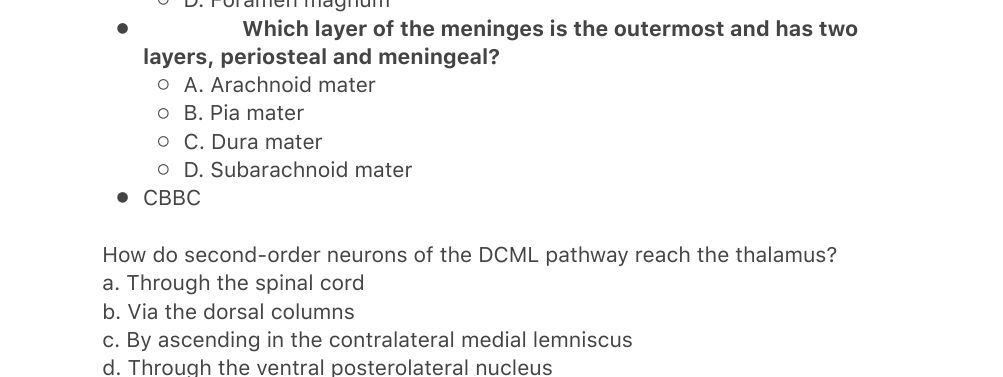 ○ D. Foramen magnum
● Which layer of the meninges is the outermost and has two
layers, periosteal and meningeal?
○ A. Arachnoid mater
○ B. Pia mater
○ C. Dura mater
○ D. Subarachnoid mater
● CBBC
How do second-order neurons of the DCML pathway reach the thalamus?
a. Through the spinal cord
b. Via the dorsal columns
c. By ascending in the contralateral medial lemniscus
d. Through the ventral posterolateral nucleus